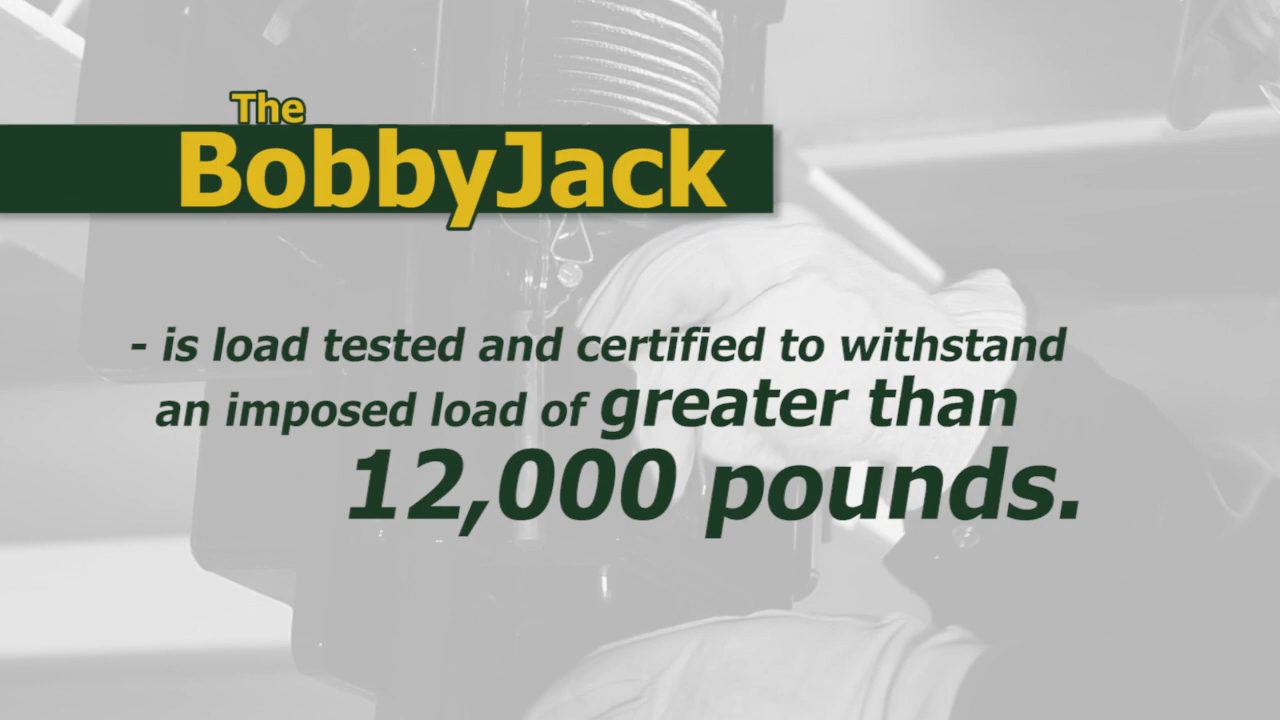 The
BobbyJack
- is load tested and certified to withstand
an imposed load of greater than
12,000 pounds.